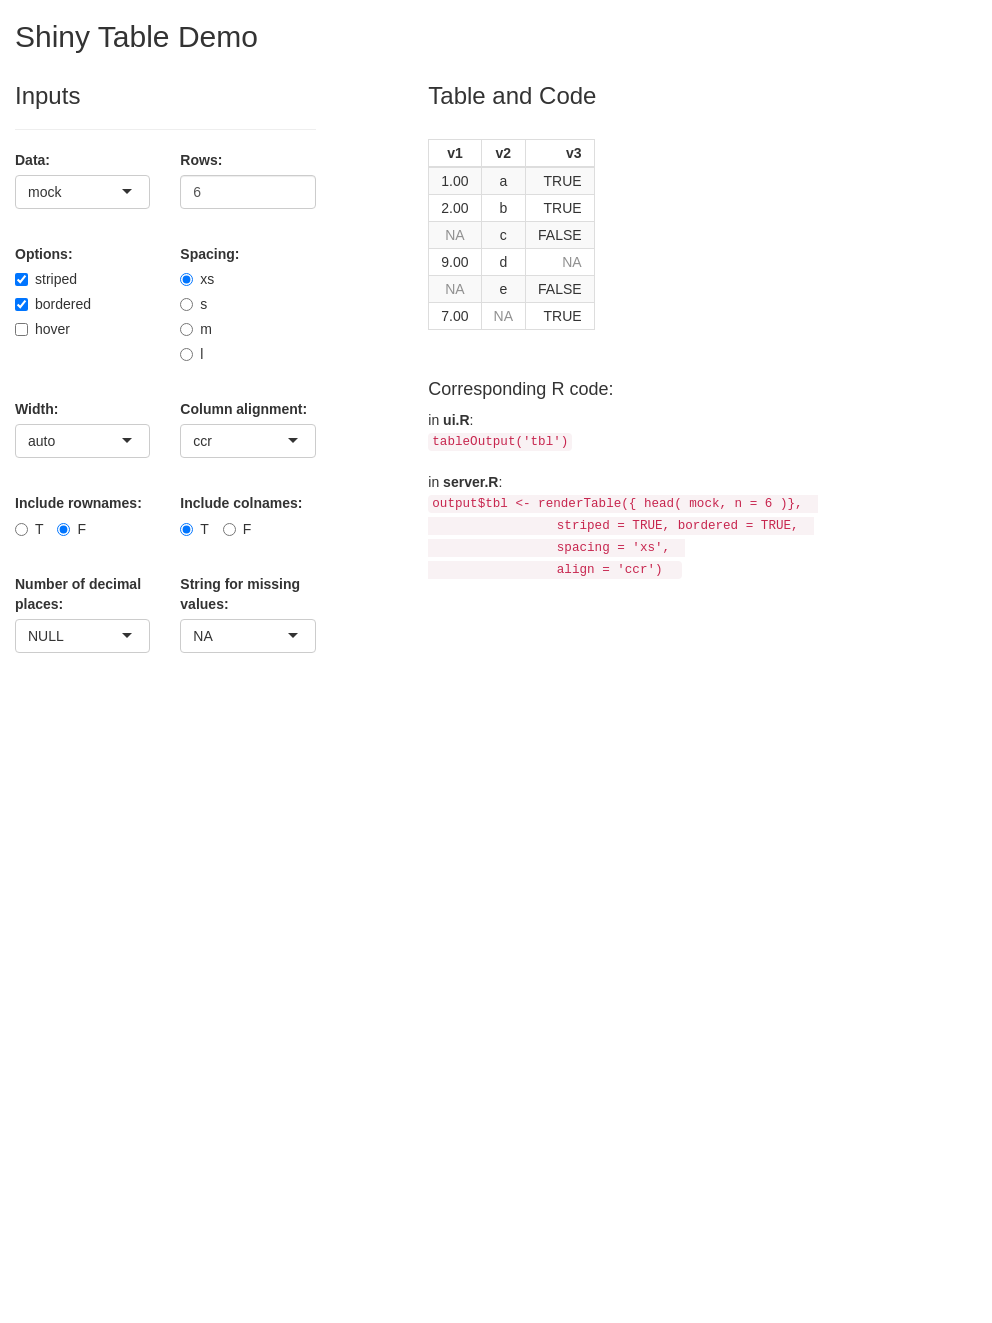 Shiny Table Demo
Inputs
Data:
mock
Rows:
6
Options:
striped
bordered
hover
Spacing:
xs
s
m
l
Width:
auto
Column alignment:
ccr
Include rownames:
T F
Include colnames:
T F
Number of decimal
places:
NULL
String for missing
values:
NA
Table and Code
v1 v2 v3
1.00 a TRUE
2.00 b TRUE
NA c FALSE
9.00 d NA
NA e FALSE
7.00 NA TRUE
Corresponding R code:
in ui.R:
tableOutput('tbl')
in server.R:
output$tbl <- renderTable({ head( mock, n = 6 )},
striped = TRUE, bordered = TRUE,
spacing = 'xs',
align = 'ccr')